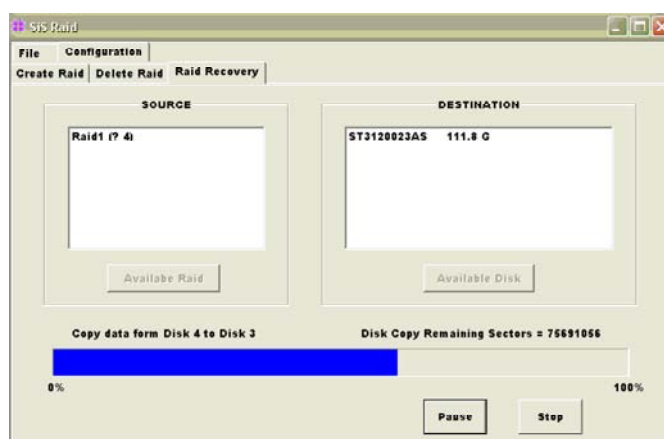 SiS Raid
File Configuration
Create Raid Delete Raid Raid Recovery
SOURCE DESTINATION
Raid1 (? 4) ST3120023AS 111.8 G
Availabe Raid Available Disk
Copy data form Disk 4 to Disk 3 Disk Copy Remaining Sectors = 75691056
0% 100%
Pause Stop